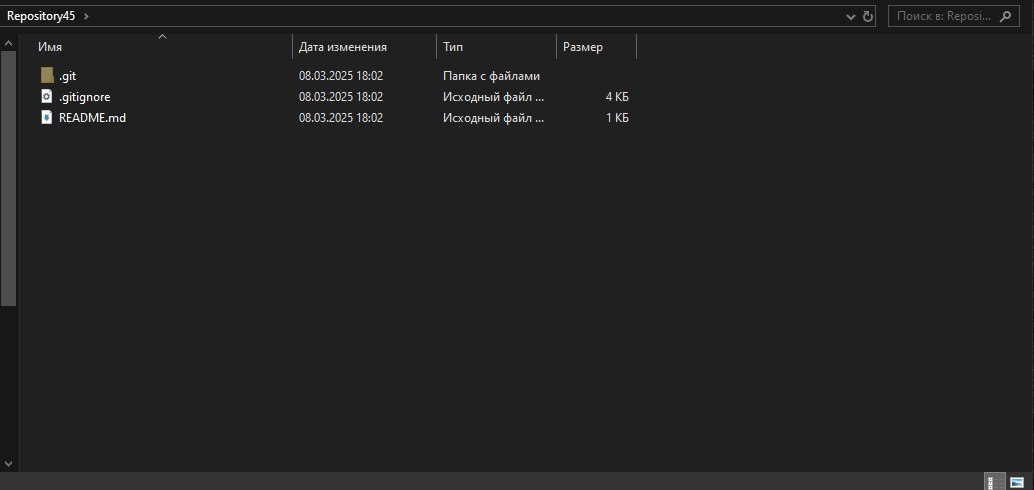 Repository45
Поиск в: Reposi...
Имя Дата изменения Тип Размер
.git 08.03.2025 18:02 Папка с файлами
.gitignore 08.03.2025 18:02 Исходный файл ... 4 КБ
README.md 08.03.2025 18:02 Исходный файл ... 1 КБ